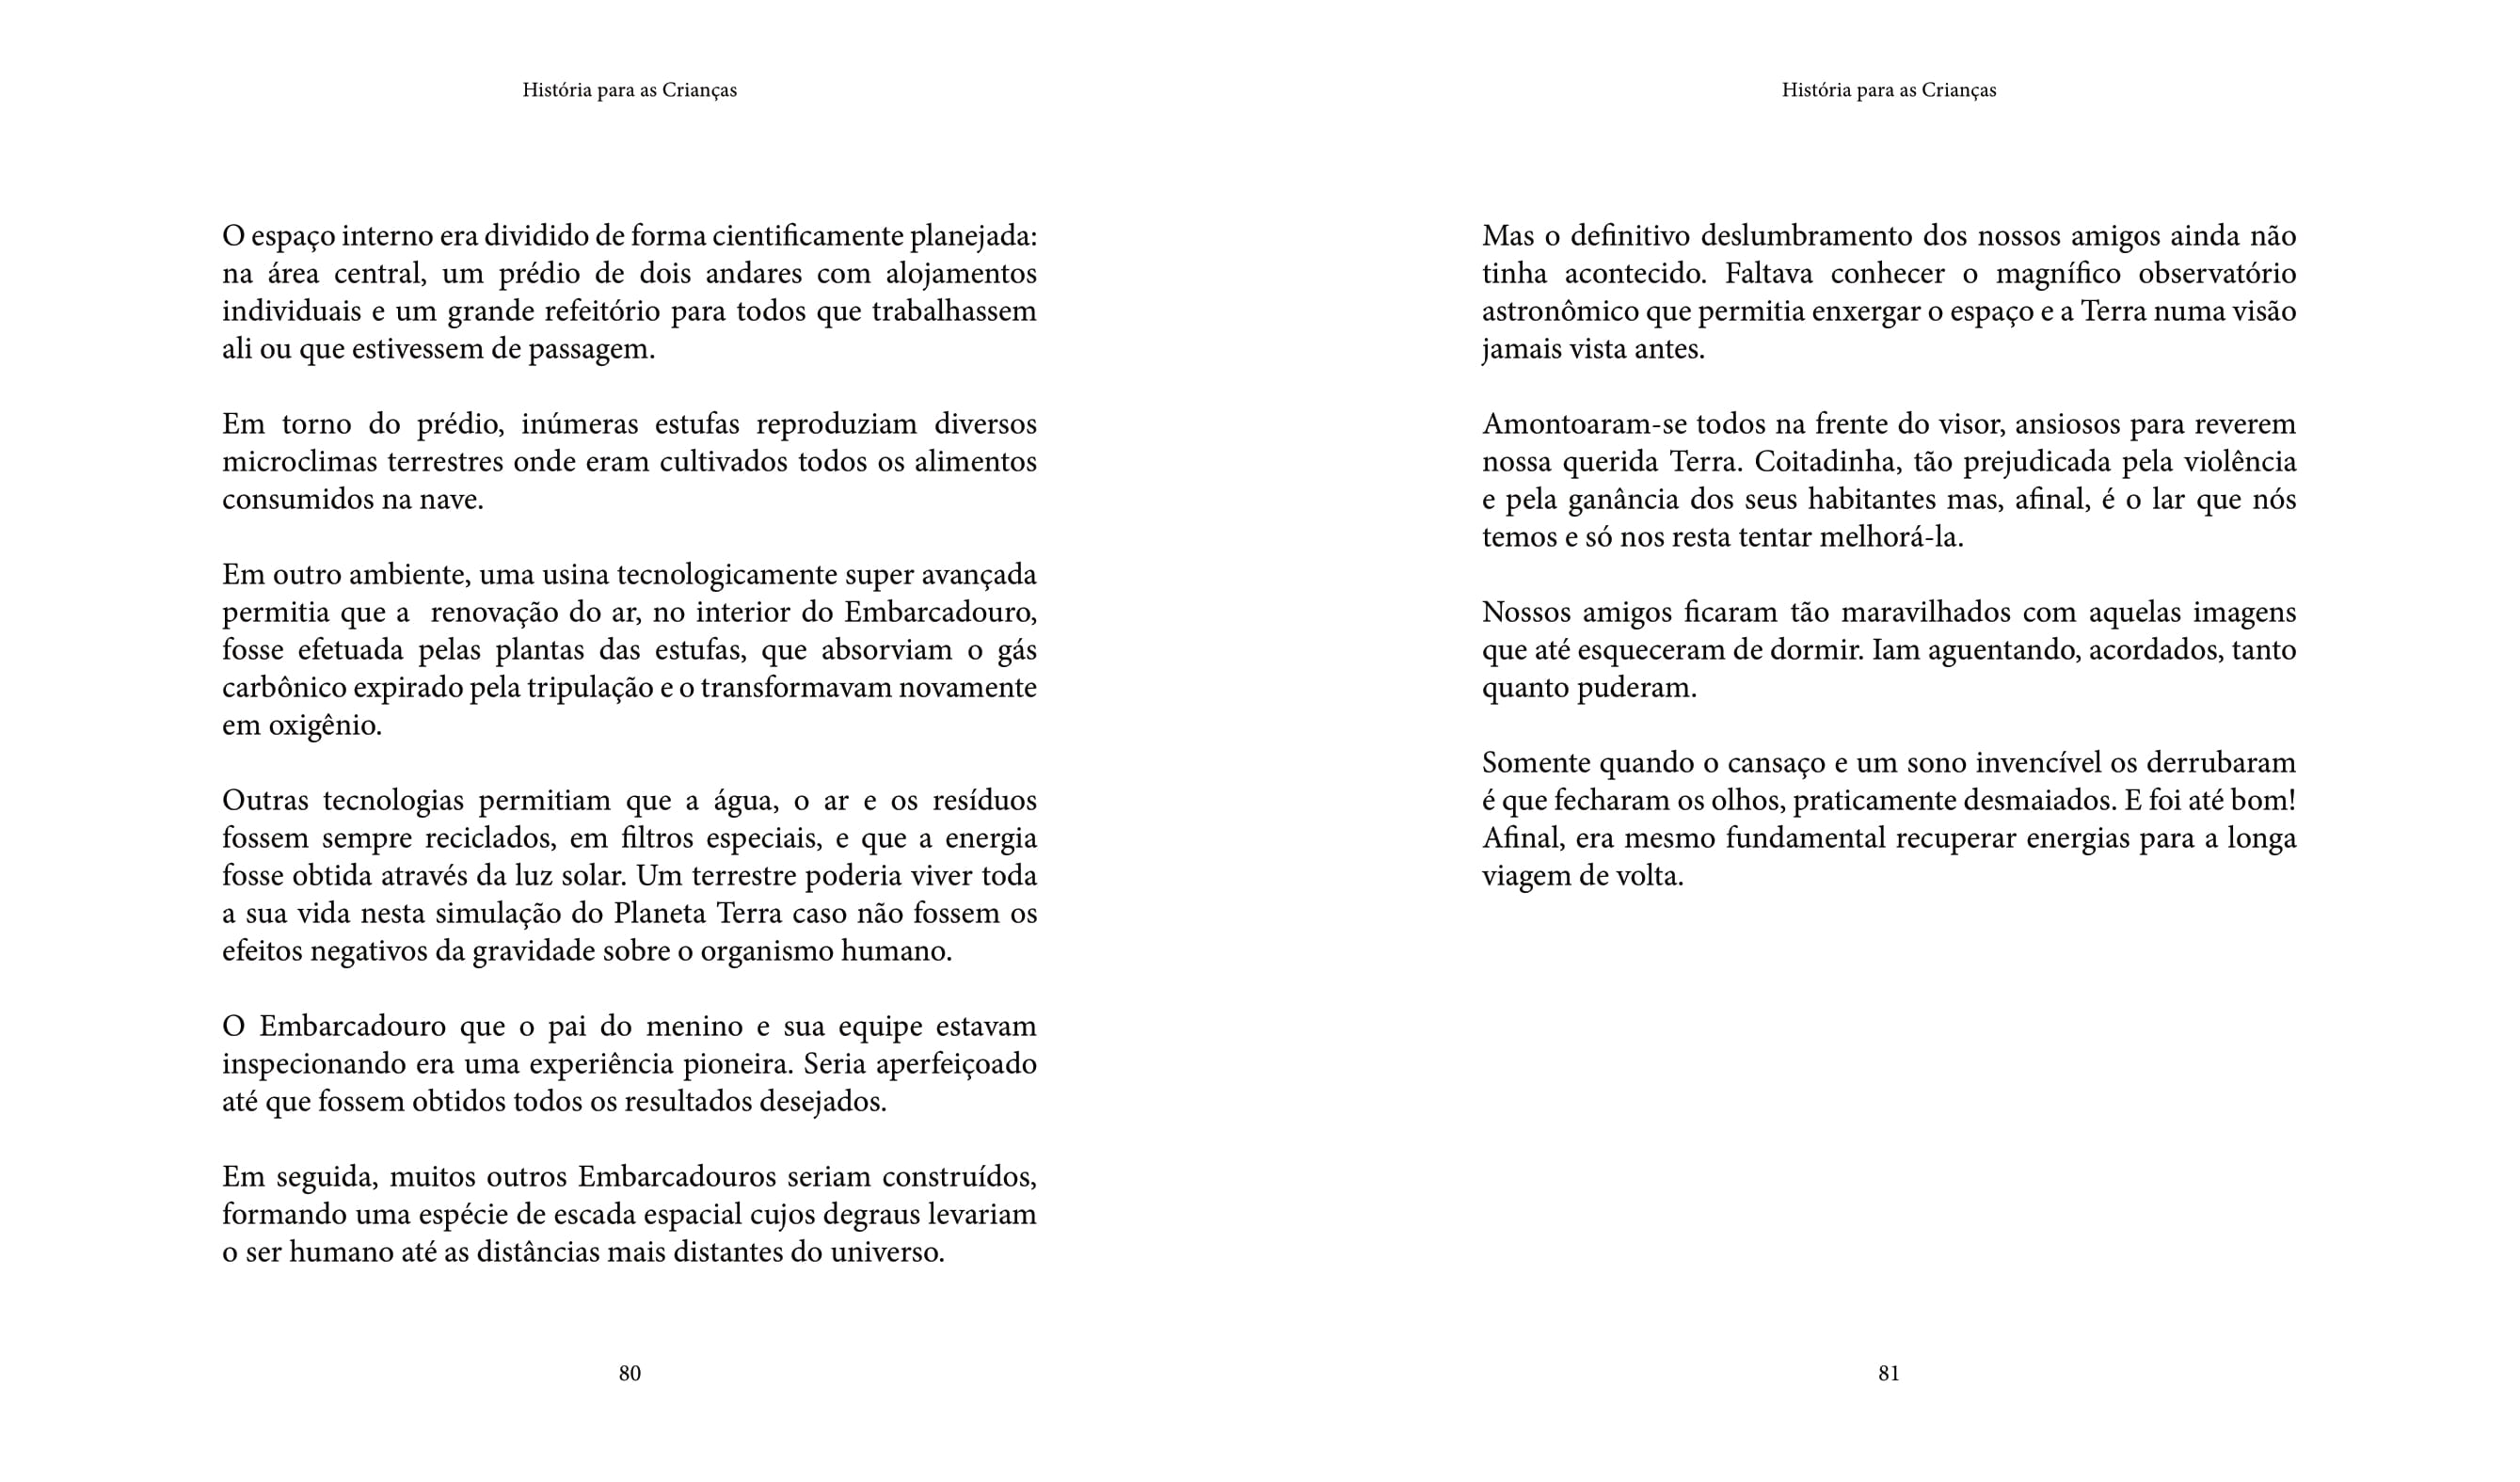 História para as Crianças
O espaço interno era dividido de forma cientificamente planejada:
na área central, um prédio de dois andares com alojamentos
individuais e um grande refeitório para todos que trabalhassem
ali ou que estivessem de passagem.
Em torno do prédio, inúmeras estufas reproduziam diversos
microclimas terrestres onde eram cultivados todos os alimentos
consumidos na nave.
Em outro ambiente, uma usina tecnologicamente super avançada
permitia que a  renovação do ar, no interior do Embarcadouro,
fosse efetuada pelas plantas das estufas, que absorviam o gás
carbônico expirado pela tripulação e o transformavam novamente
em oxigênio.
Outras tecnologias permitiam que a água, o ar e os resíduos
fossem sempre reciclados, em filtros especiais, e que a energia
fosse obtida através da luz solar. Um terrestre poderia viver toda
a sua vida nesta simulação do Planeta Terra caso não fossem os
efeitos negativos da gravidade sobre o organismo humano.
O Embarcadouro que o pai do menino e sua equipe estavam
inspecionando era uma experiência pioneira. Seria aperfeiçoado
até que fossem obtidos todos os resultados desejados.
Em seguida, muitos outros Embarcadouros seriam construídos,
formando uma espécie de escada espacial cujos degraus levariam
o ser humano até as distâncias mais distantes do universo.
80
História para as Crianças
Mas o definitivo deslumbramento dos nossos amigos ainda não
tinha acontecido. Faltava conhecer o magnífico observatório
astronômico que permitia enxergar o espaço e a Terra numa visão
jamais vista antes.
Amontoaram-se todos na frente do visor, ansiosos para reverem
nossa querida Terra. Coitadinha, tão prejudicada pela violência
e pela ganância dos seus habitantes mas, afinal, é o lar que nós
temos e só nos resta tentar melhorá-la.
Nossos amigos ficaram tão maravilhados com aquelas imagens
que até esqueceram de dormir. Iam aguentando, acordados, tanto
quanto puderam.
Somente quando o cansaço e um sono invencível os derrubaram
é que fecharam os olhos, praticamente desmaiados. E foi até bom!
Afinal, era mesmo fundamental recuperar energias para a longa
viagem de volta.
81